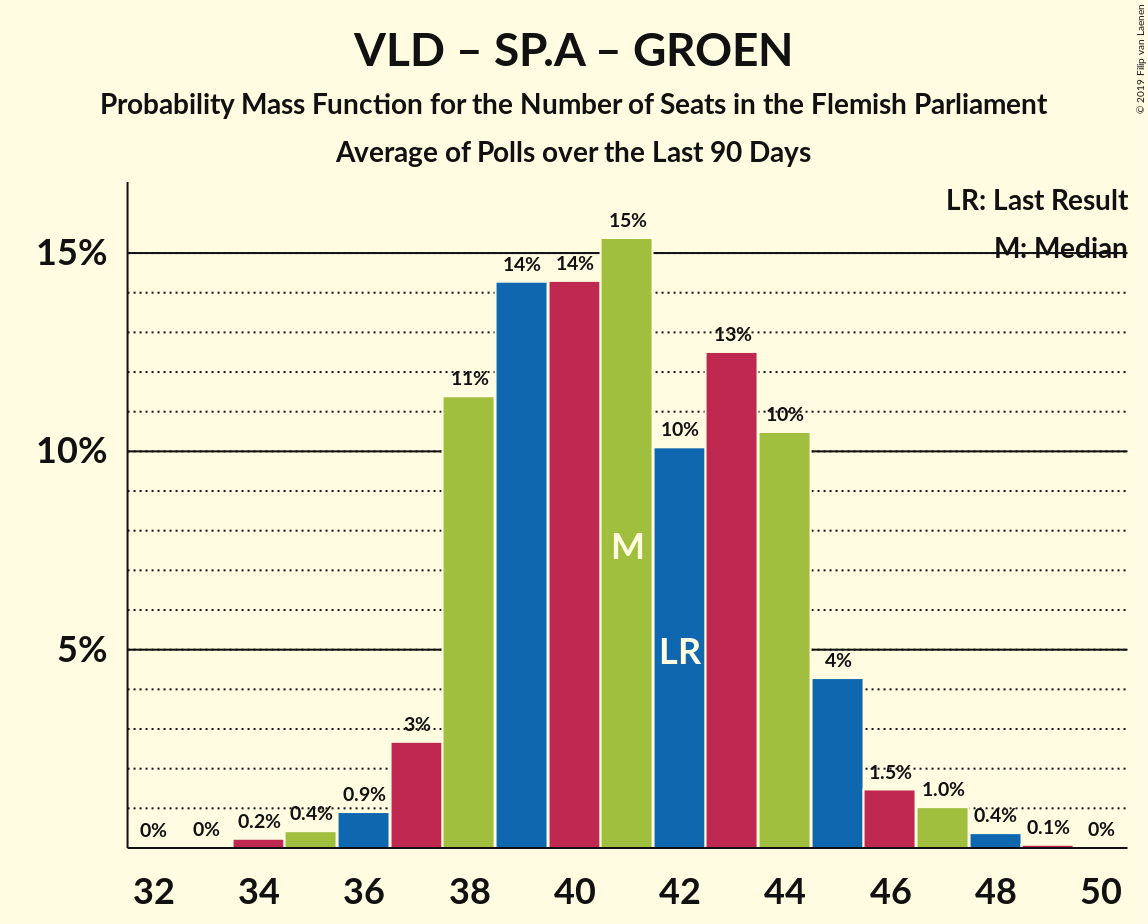 VLD – SP.A – GROEN
Probability Mass Function for the Number of Seats in the Flemish Parliament
Average of Polls over the Last 90 Days
© 2019 Filip van Laenen
LR: Last Result
M: Median
15%
10%
5%
0%
0%
0.2%
0.4%
0.9%
3%
11%
14%
14%
15%
10%
13%
10%
4%
1.5%
1.0%
0.4%
0.1%
0%
M
LR
32 34 36 38 40 42 44 46 48 50